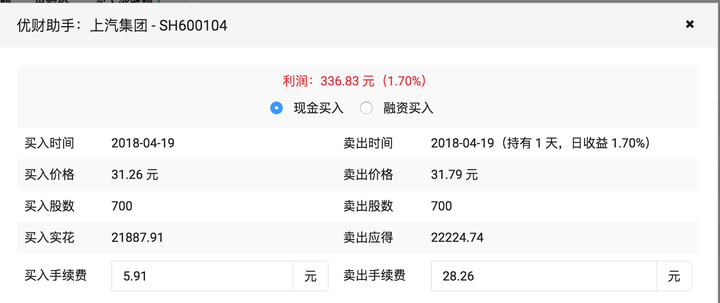 优财助手：上汽集团 - SH600104 ×
利润：336.83 元（1.70%）
现金买入 融资买入
买入时间 2018-04-19 卖出时间 2018-04-19（持有 1 天，日收益 1.70%）
买入价格 31.26 元 卖出价格 31.79 元
买入股数 700 卖出股数 700
买入实花 21887.91 卖出应得 22224.74
买入手续费 5.91 元 卖出手续费 28.26 元